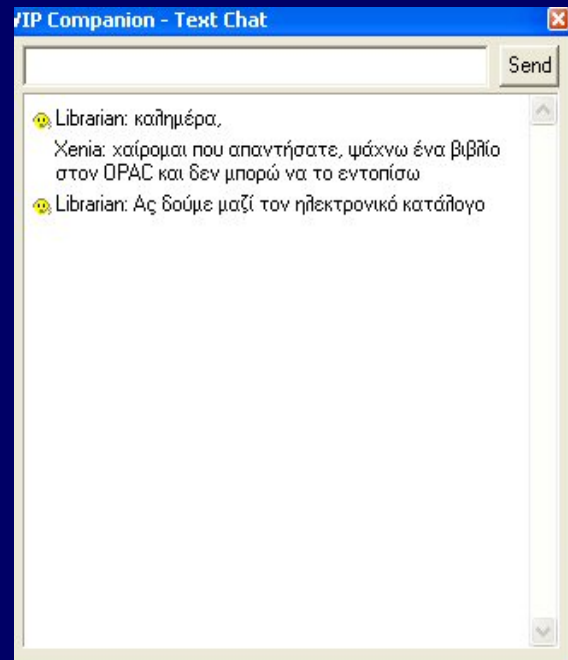 VIP Companion - Text Chat
Send
Librarian: καλημέρα,
Xenia: χαίρομαι που απαντήσατε, ψάχνω ένα βιβλίο
στον OPAC και δεν μπορώ να το εντοπίσω
Librarian: Ας δούμε μαζί τον ηλεκτρονικό κατάλογο